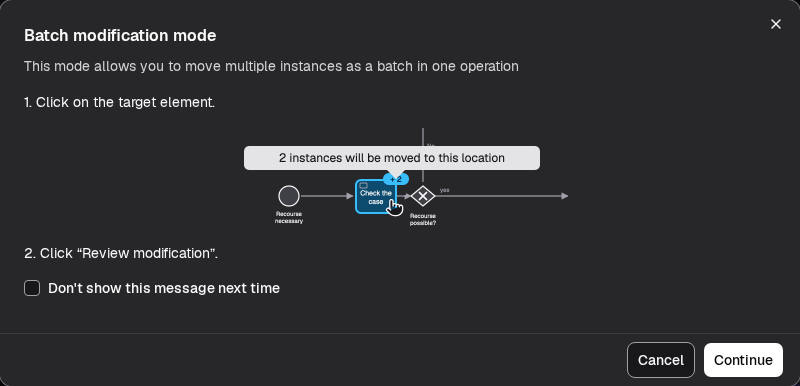 Batch modification mode
This mode allows you to move multiple instances as a batch in one operation
1. Click on the target element.
No
2 instances will be moved to this location
+ 2
Check the
case
yes
Recourse
necessary
Recourse
possible?
2. Click “Review modification”.
Don't show this message next time
Cancel
Continue